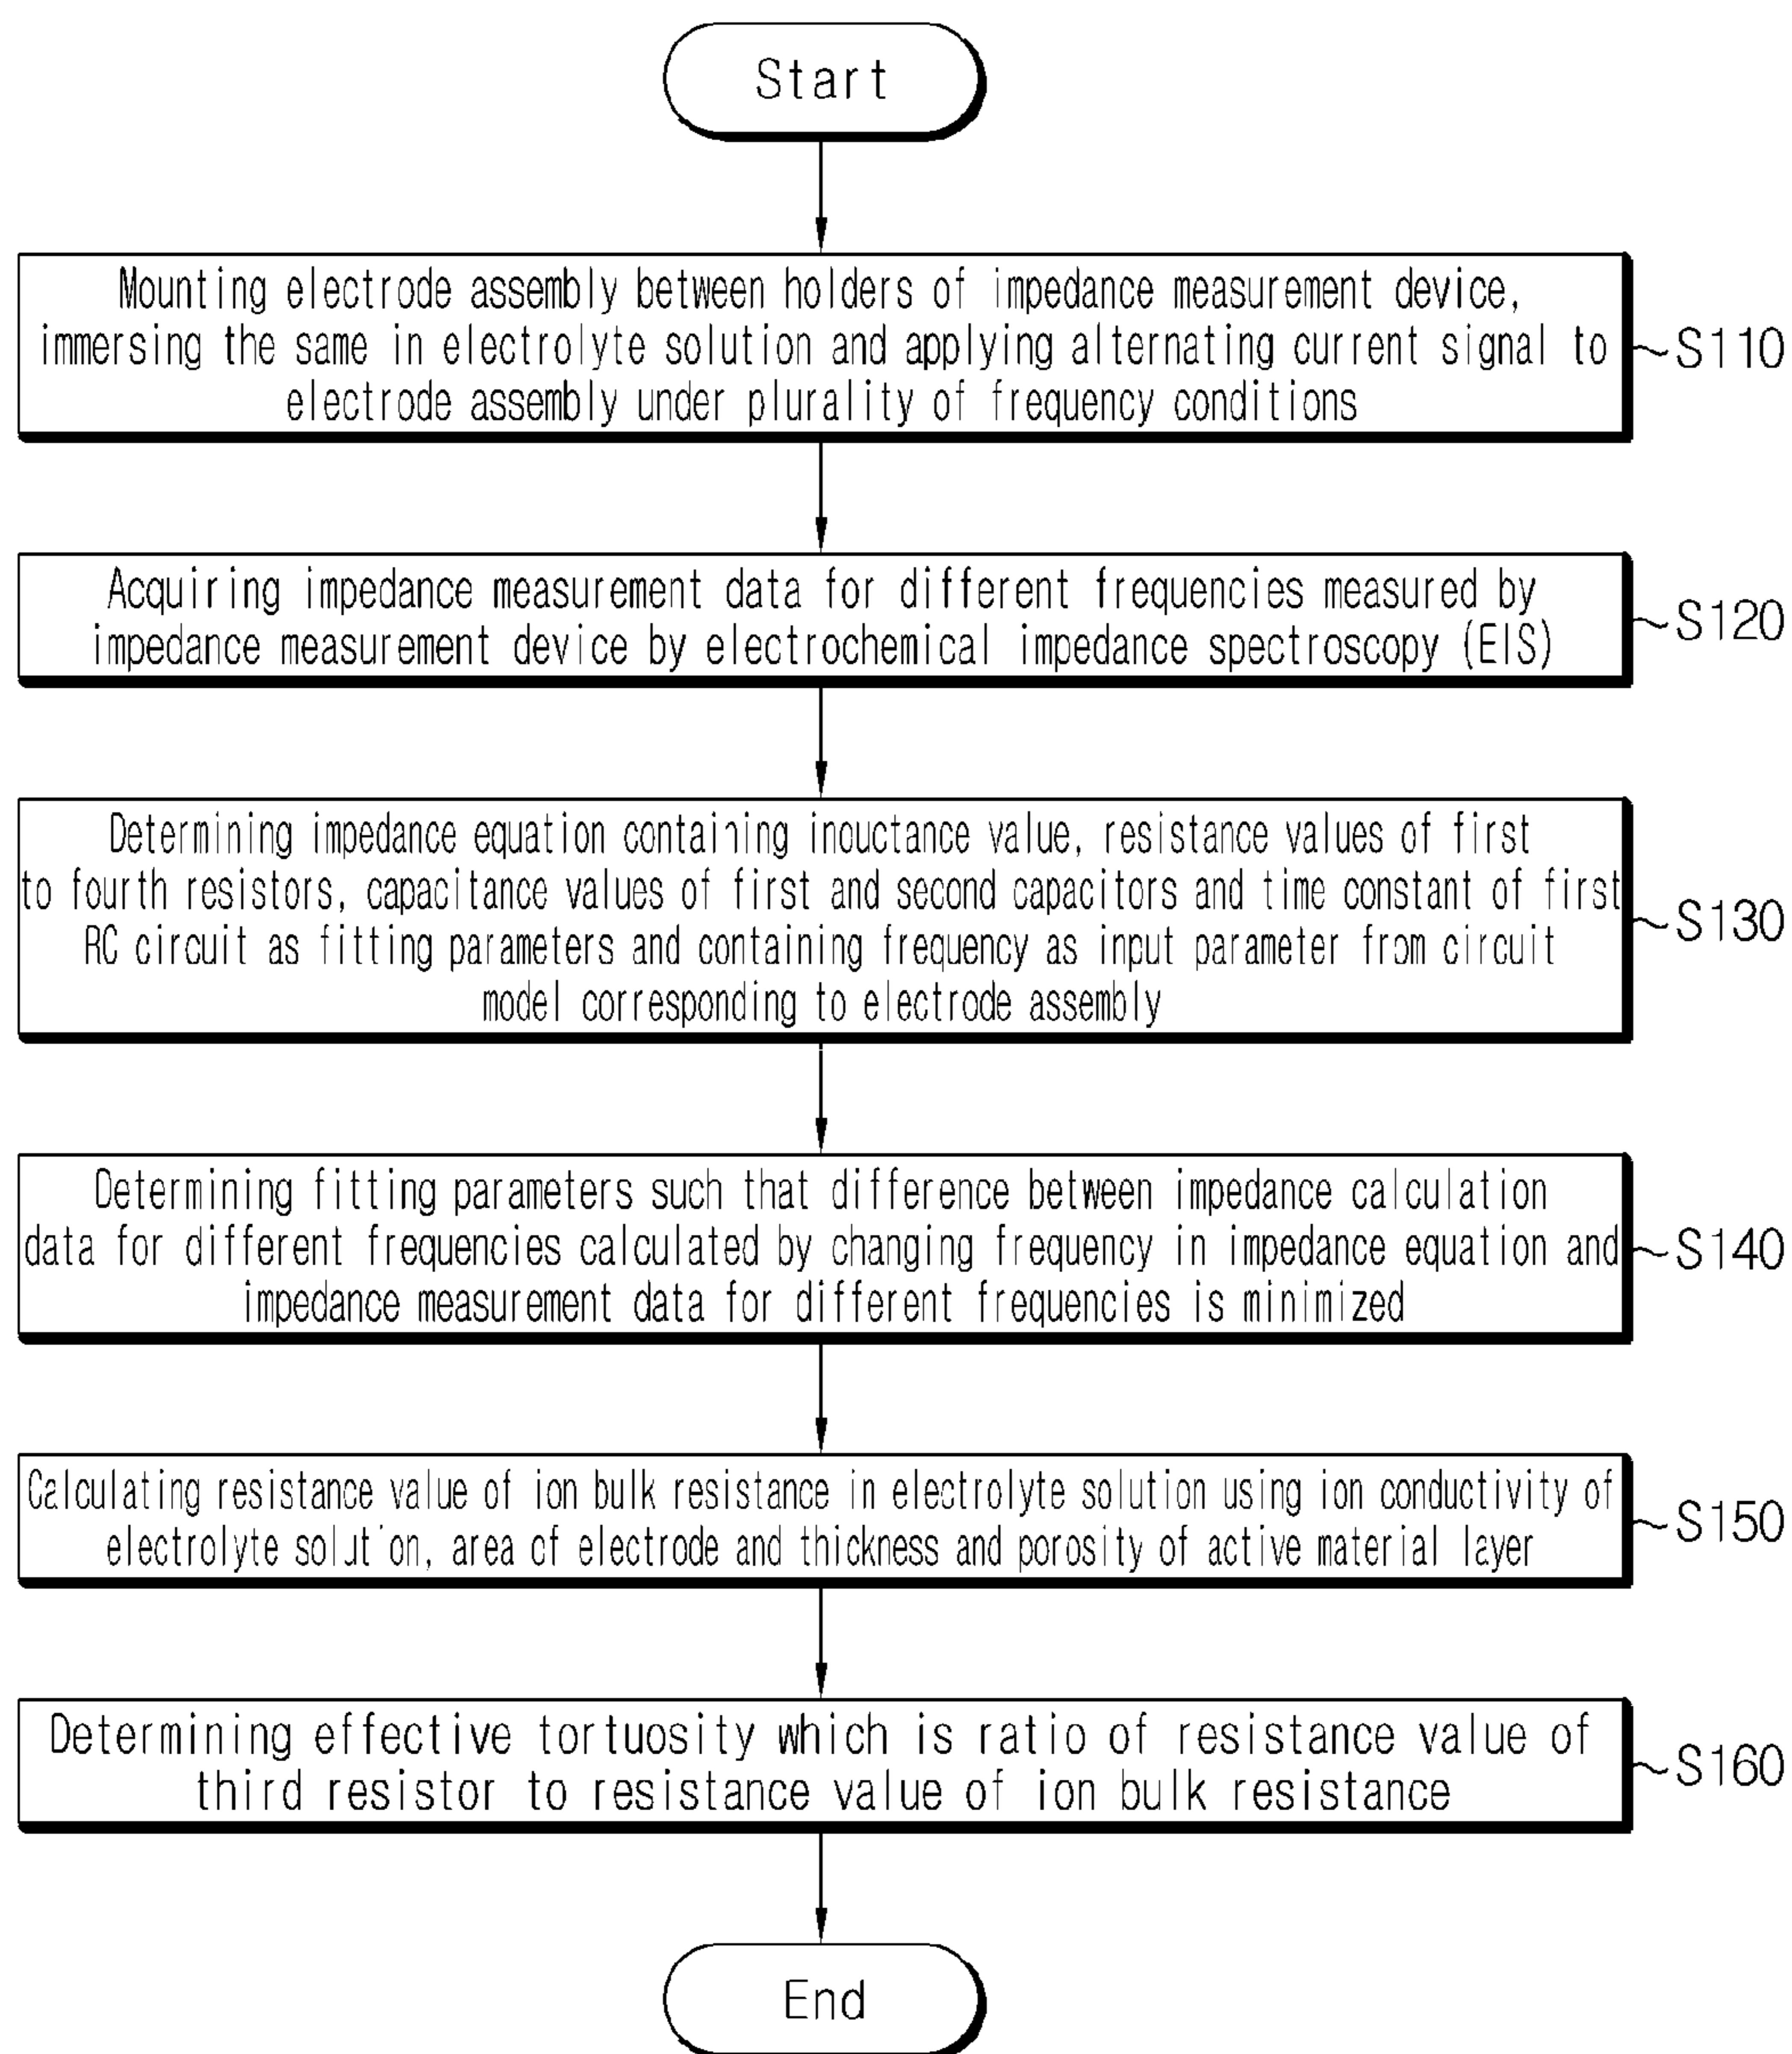 Start
Mounting electrode assembly between holders of impedance measurement device,
immersing the same in electrolyte solution and applying alternating current signal to
electrode assembly under plurality of frequency conditions
~S110
Acquiring impedance measurement data for different frequencies measured by
impedance measurement device by electrochemical impedance spectroscopy (EIS)
~S120
Determining impedance equation containing inductance value, resistance values of first
to fourth resistors, capacitance values of first and second capacitors and time constant of first
RC circuit as fitting parameters and containing frequency as input parameter from circuit
model corresponding to electrode assembly
~S130
Determining fitting parameters such that difference between impedance calculation
data for different frequencies calculated by changing frequency in impedance equation and
impedance measurement data for different frequencies is minimized
~S140
Calculating resistance value of ion bulk resistance in electrolyte solution using ion conductivity of
electrolyte solution, area of electrode and thickness and porosity of active material layer
~S150
Determining effective tortuosity which is ratio of resistance value of
third resistor to resistance value of ion bulk resistance
~S160
End